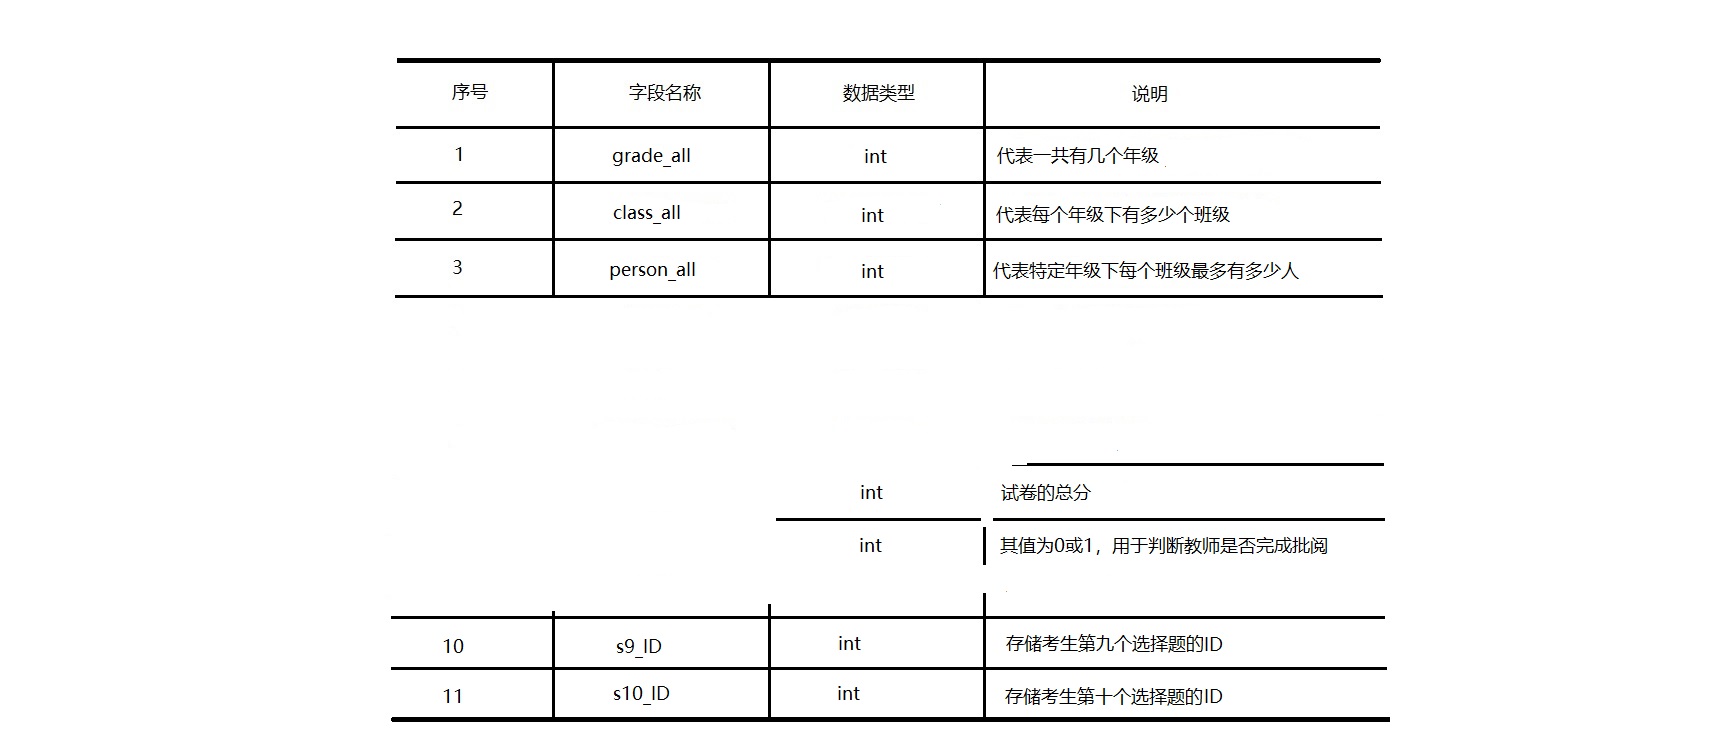 序号 字段名称 数据类型 说明
1 grade_all int 代表一共有几个年级
2 class_all int 代表每个年级下有多少个班级
3 person_all int 代表特定年级下每个班级最多有多少人
int 试卷的总分
int 其值为0或1，用于判断教师是否完成批阅
10 s9_ID int 存储考生第九个选择题的ID
11 s10_ID int 存储考生第十个选择题的ID